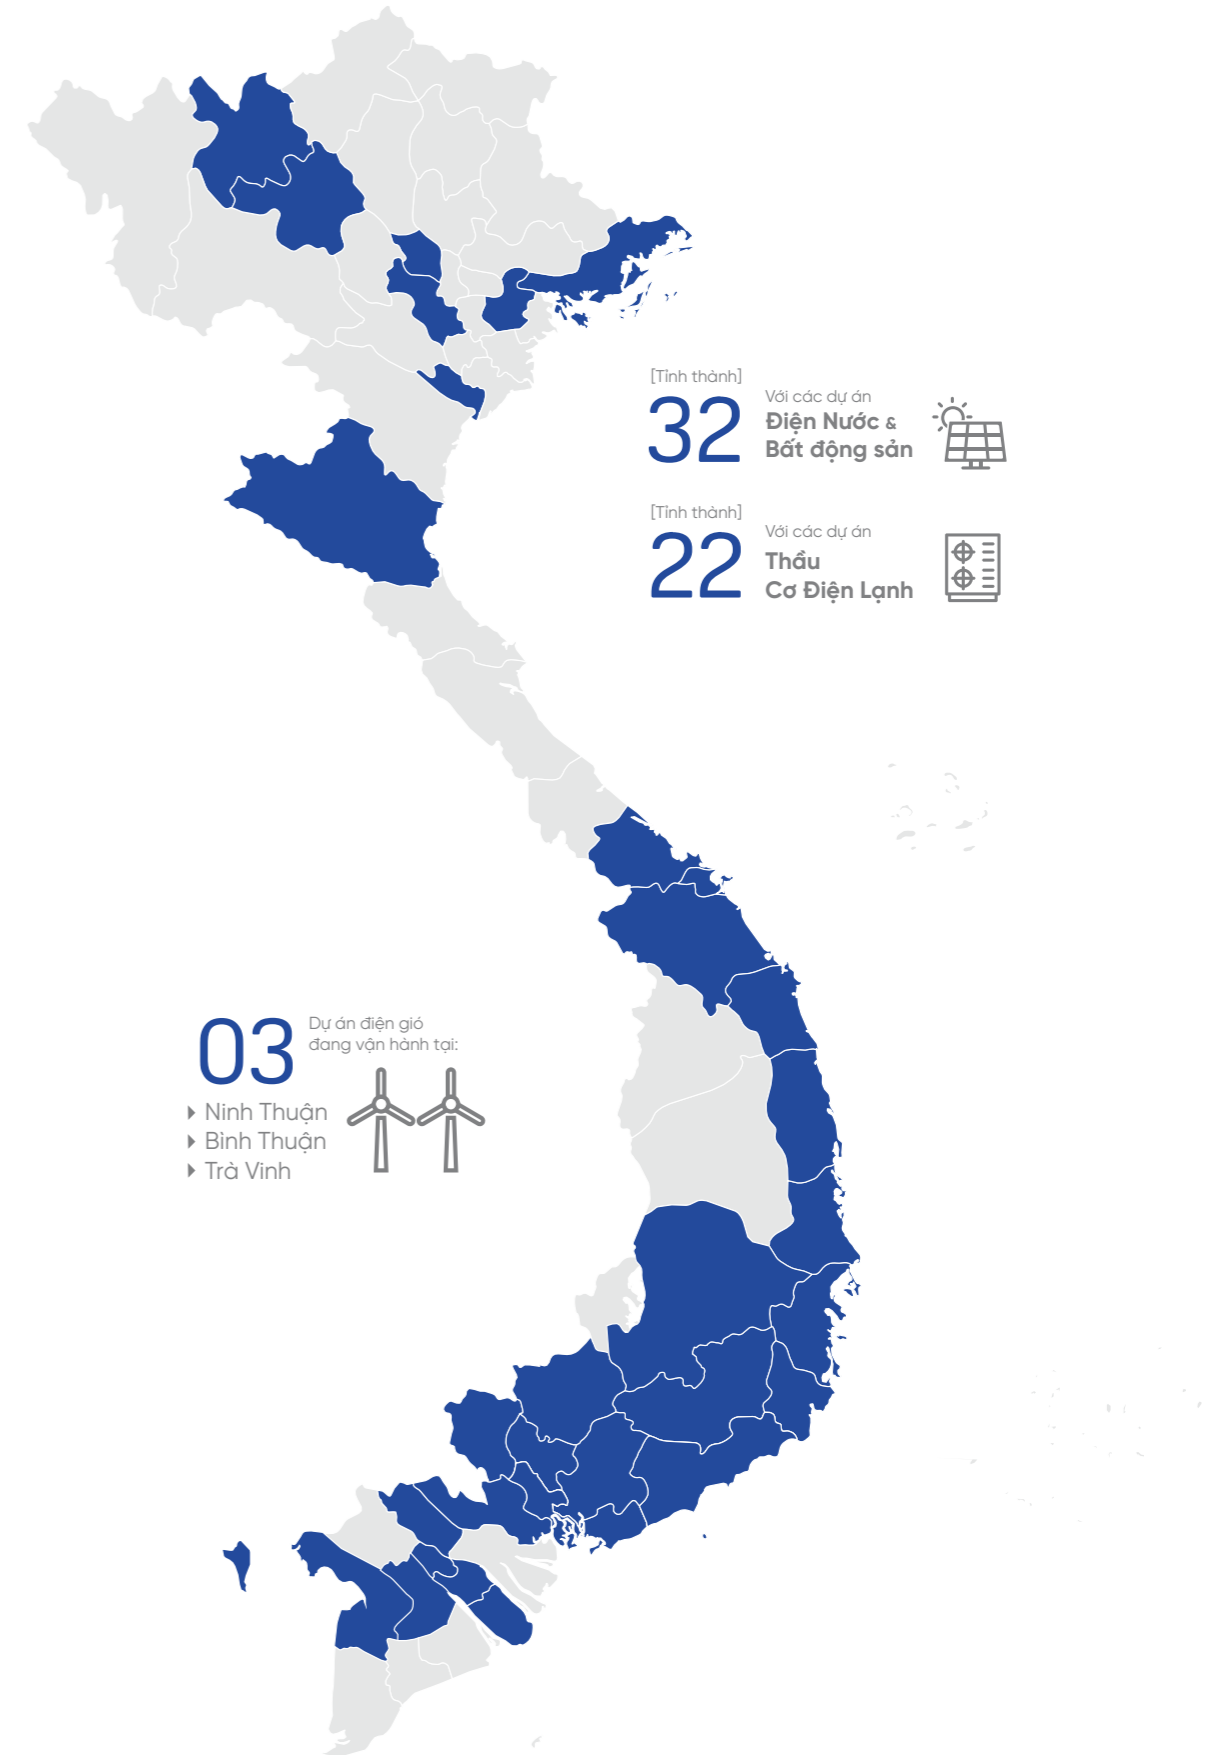 [Tỉnh thành]
32
Với các dự án
Điện Nước &
Bất động sản
[Tỉnh thành]
22
Với các dự án
Thầu
Cơ Điện Lạnh
03
Dự án điện gió
đang vận hành tại:
Ninh Thuận
Bình Thuận
Trà Vinh